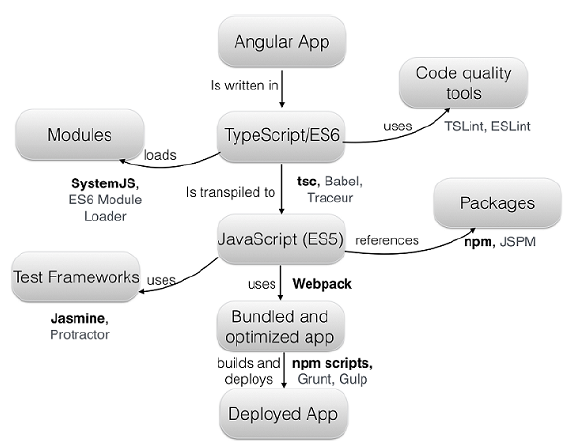 Angular App
Is written in
Code quality
tools
TSLint, ESLint
uses
TypeScript/ES6
Modules
loads
SystemJS,
ES6 Module
Loader
Is transpiled to
tsc, Babel,
Traceur
Packages
npm, JSPM
JavaScript (ES5)
references
Test Frameworks
uses
Jasmine,
Protractor
uses
Webpack
Bundled and
optimized app
builds and
deploys
npm scripts,
Grunt, Gulp
Deployed App